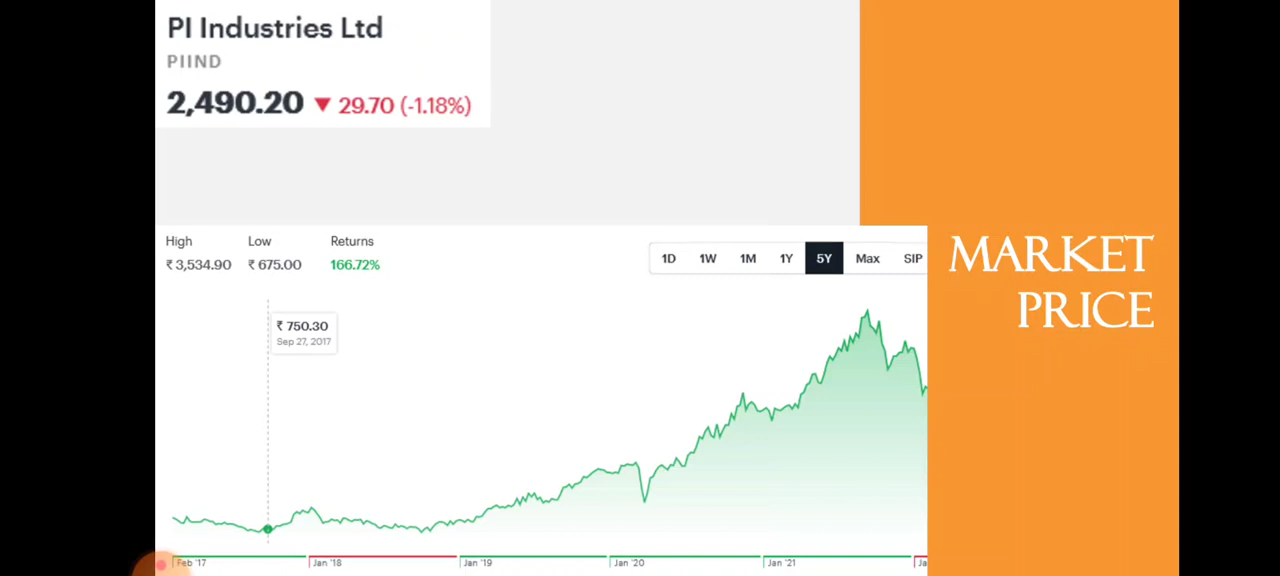 PI Industries Ltd
PIIND
2,490.20 ▼ 29.70 (-1.18%)
High Low Returns
₹ 3,534.90 ₹ 675.00 166.72%
1D 1W 1M 1Y 5Y Max SIP
MARKET
PRICE
₹ 750.30
Sep 27, 2017
Feb '17 Jan '18 Jan '19 Jan '20 Jan '21